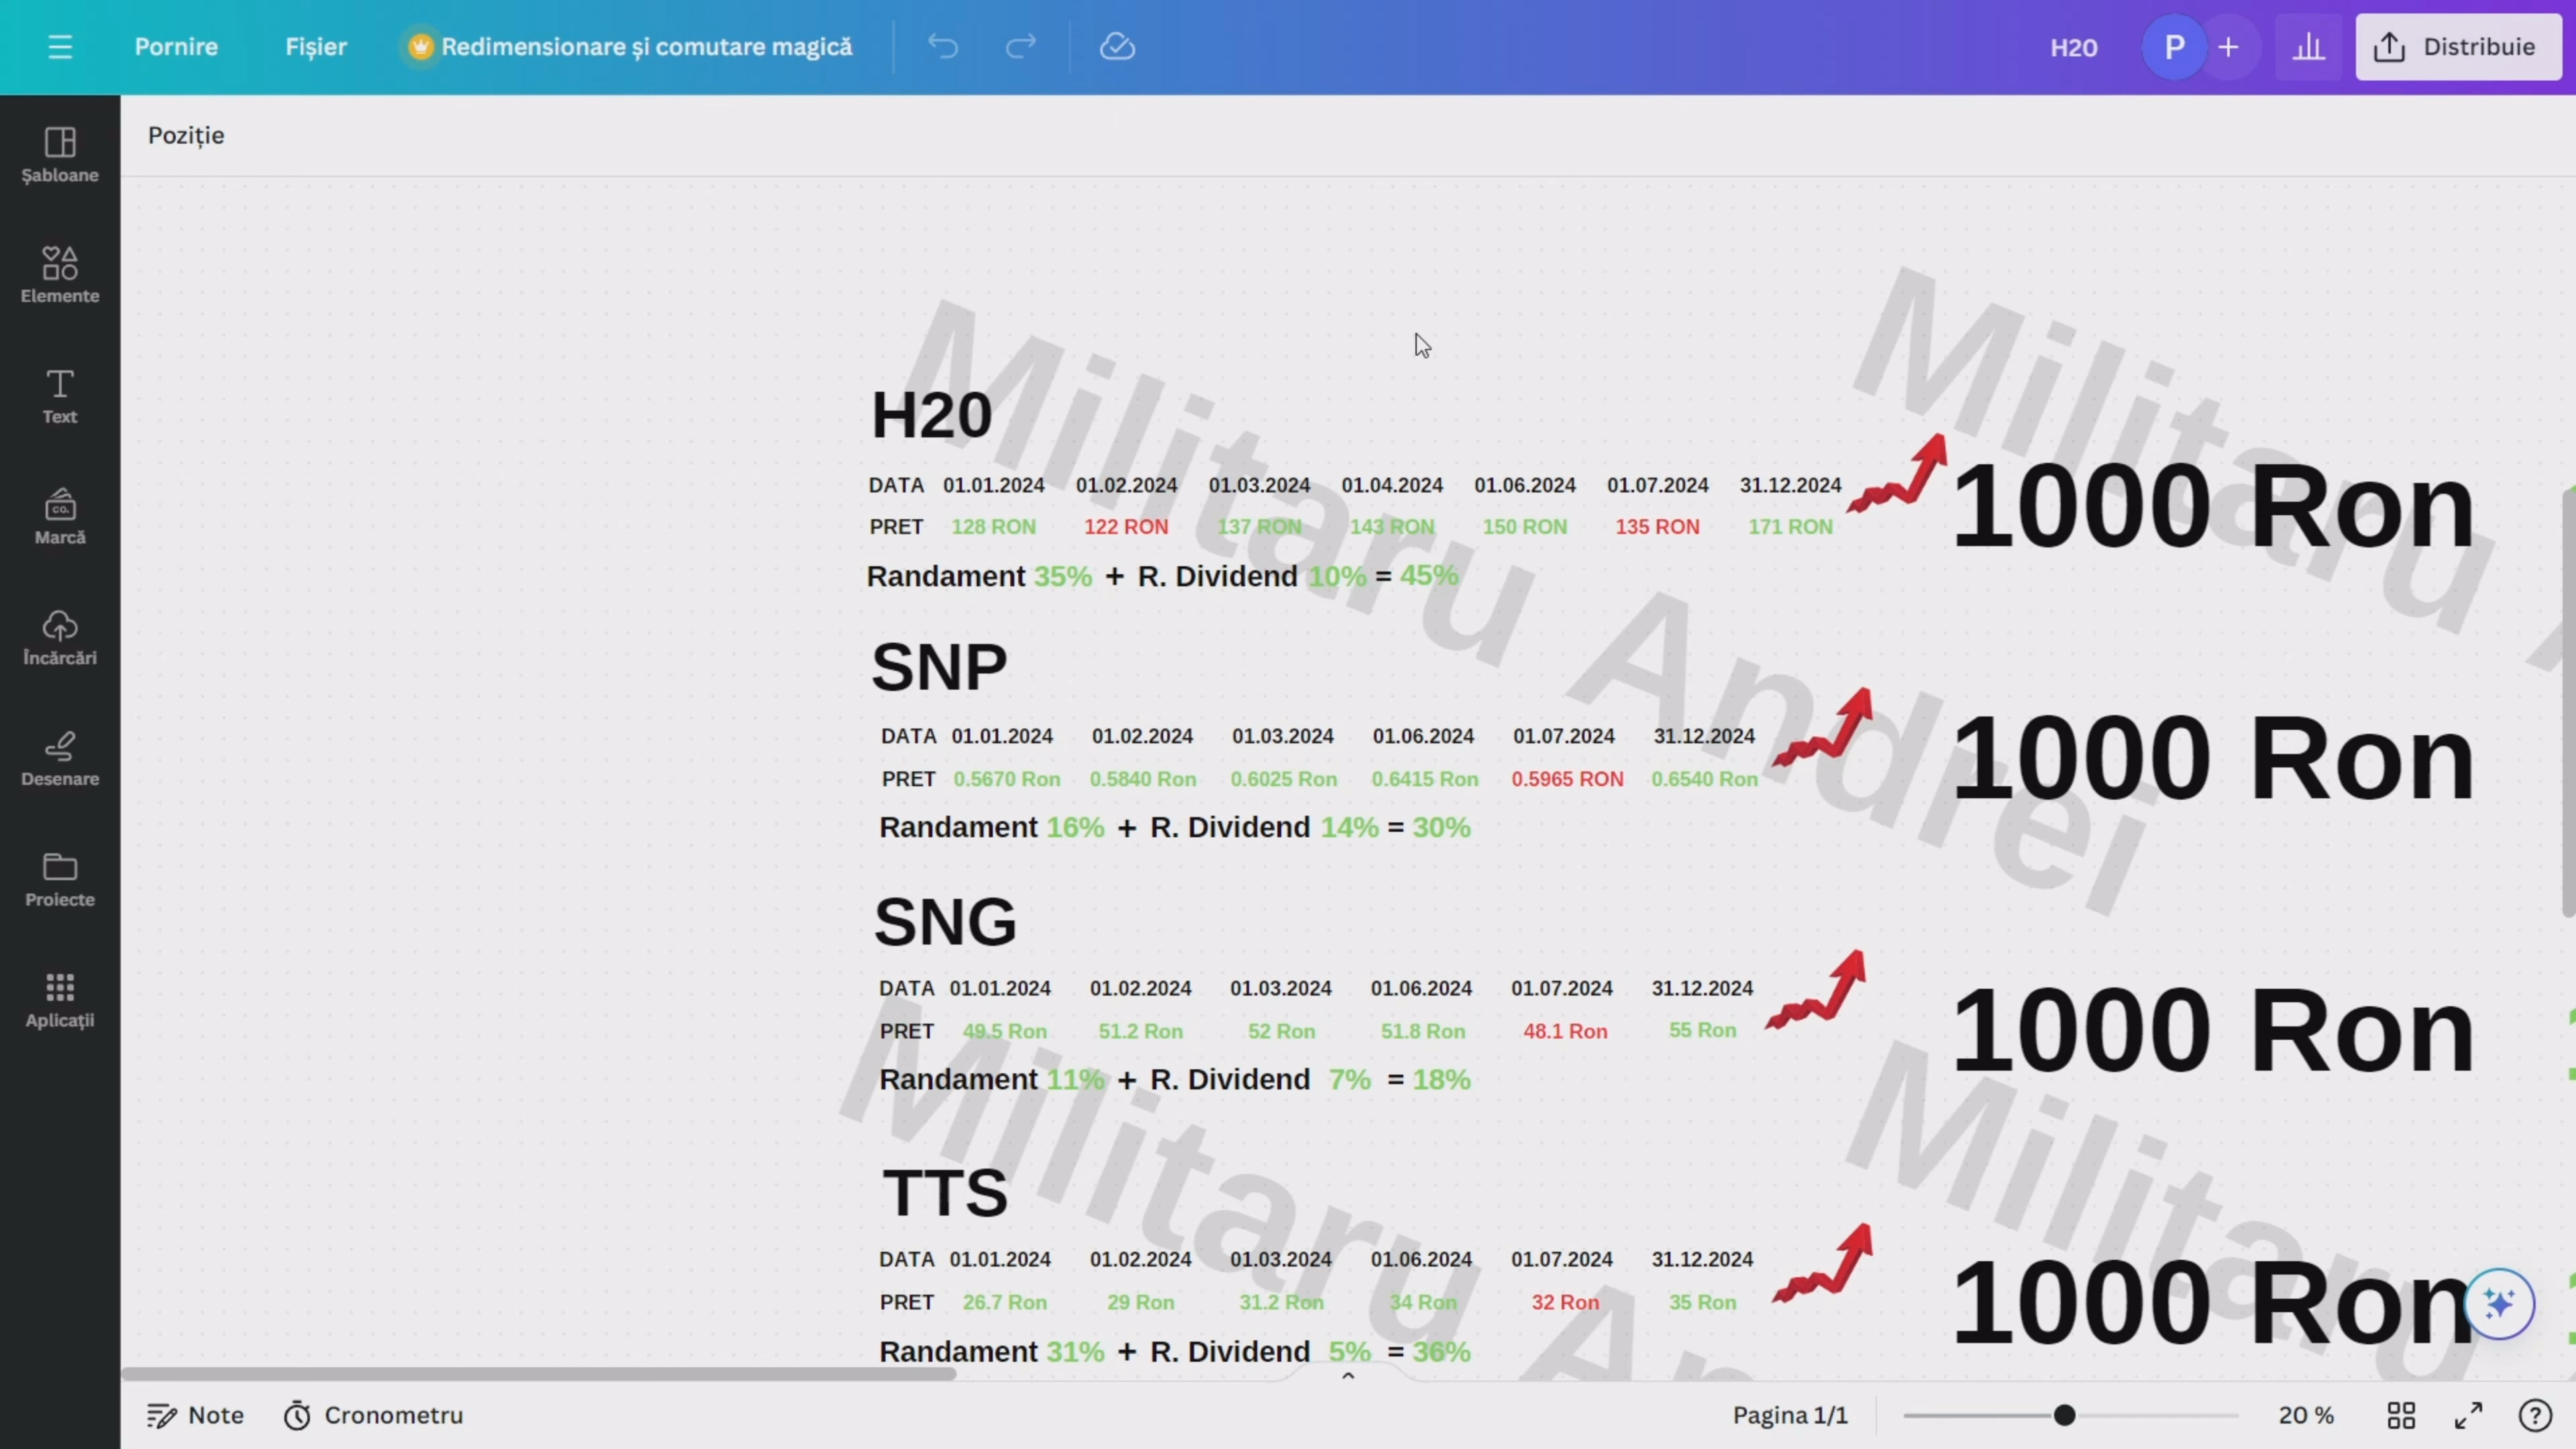 Pornire Fișier Redimensionare și comutare magică H20 P + Distribuie
Poziție
Șabloane
Elemente
Text
CO.
Marcă
Încărcări
Desenare
Proiecte
Aplicații
H20
DATA 01.01.2024 01.02.2024 01.03.2024 01.04.2024 01.06.2024 01.07.2024 31.12.2024
PRET 128 RON 122 RON 137 RON 143 RON 150 RON 135 RON 171 RON
Randament 35% + R. Dividend 10% = 45%
1000 Ron
SNP
DATA 01.01.2024 01.02.2024 01.03.2024 01.06.2024 01.07.2024 31.12.2024
PRET 0.5670 Ron 0.5840 Ron 0.6025 Ron 0.6415 Ron 0.5965 RON 0.6540 Ron
Randament 16% + R. Dividend 14% = 30%
1000 Ron
SNG
DATA 01.01.2024 01.02.2024 01.03.2024 01.06.2024 01.07.2024 31.12.2024
PRET 49.5 Ron 51.2 Ron 52 Ron 51.8 Ron 48.1 Ron 55 Ron
Randament 11% + R. Dividend 7% = 18%
1000 Ron
TTS
DATA 01.01.2024 01.02.2024 01.03.2024 01.06.2024 01.07.2024 31.12.2024
PRET 26.7 Ron 29 Ron 31.2 Ron 34 Ron 32 Ron 35 Ron
Randament 31% + R. Dividend 5% = 36%
1000 Ron
Militaru Andrei
Militaru
Militaru
Militaru
Note Cronometru Pagina 1/1 20 % ?